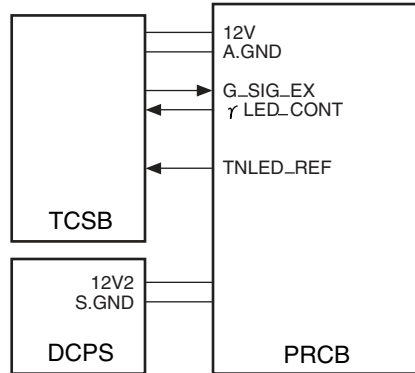 12V
A.GND
G_SIG_EX
γ LED_CONT
TNLED_REF
TCSB
12V2
S.GND
DCPS
PRCB